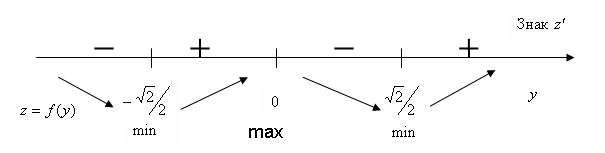 Знак z'
− + − +
z = f(y) − √2/2 0 √2/2 y
min max min